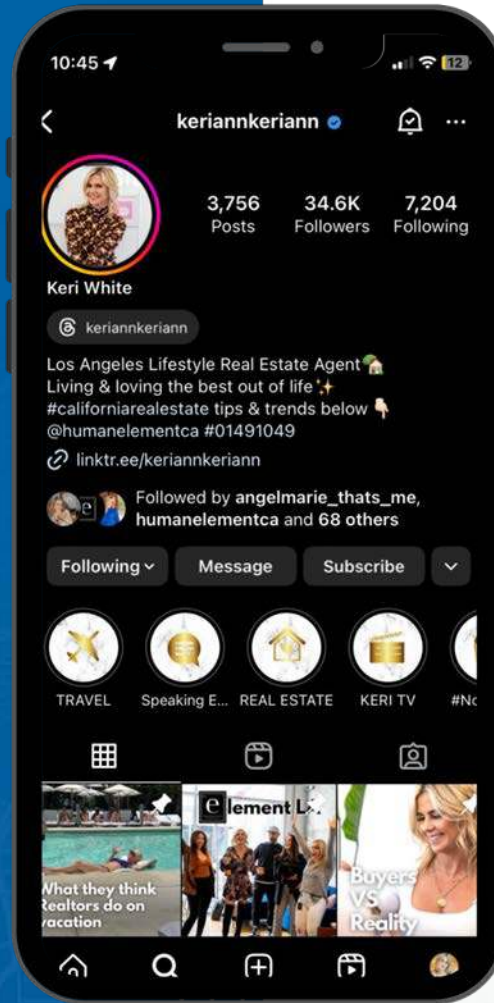 10:45
12
keriannkeriann
3,756
Posts
34.6K
Followers
7,204
Following
Keri White
keriannkeriann
Los Angeles Lifestyle Real Estate Agent🏡
Living & loving the best out of life✨
#californiarealestate tips & trends below 👇🏻
@humanelementca #01491049
linktr.ee/keriannkeriann
e
Followed by angelmarie_thats_me,
humanelementca and 68 others
Following
Message
Subscribe
TRAVEL
Speaking E...
REAL ESTATE
KERI TV
#No
What they think
Realtors do on
vacation
element L
Buyers
VS
Reality